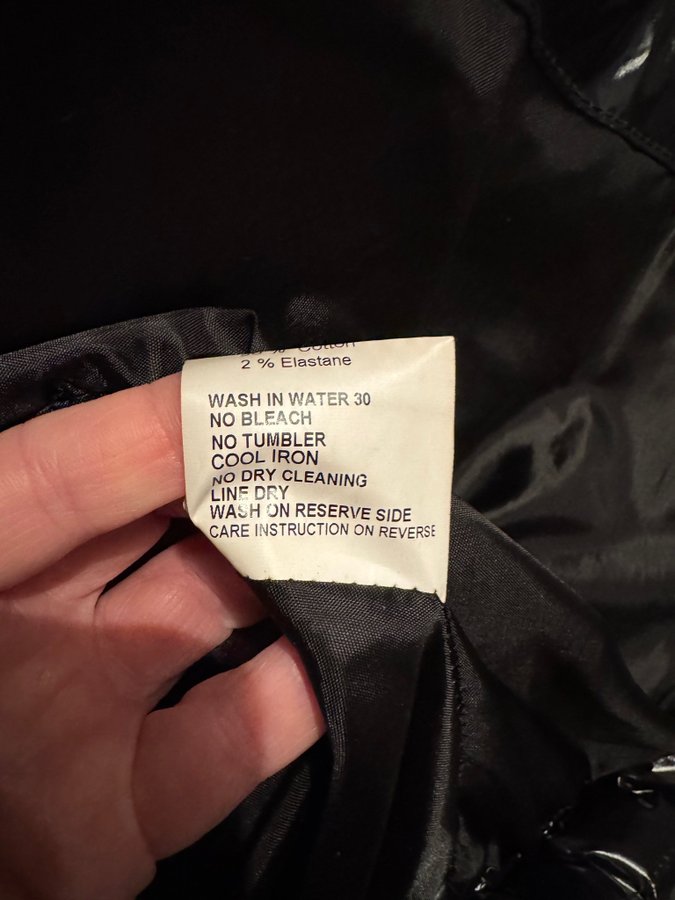 % Cotton
2 % Elastane
WASH IN WATER 30
NO BLEACH
NO TUMBLER
COOL IRON
NO DRY CLEANING
LINE DRY
WASH ON RESERVE SIDE
CARE INSTRUCTION ON REVERSE